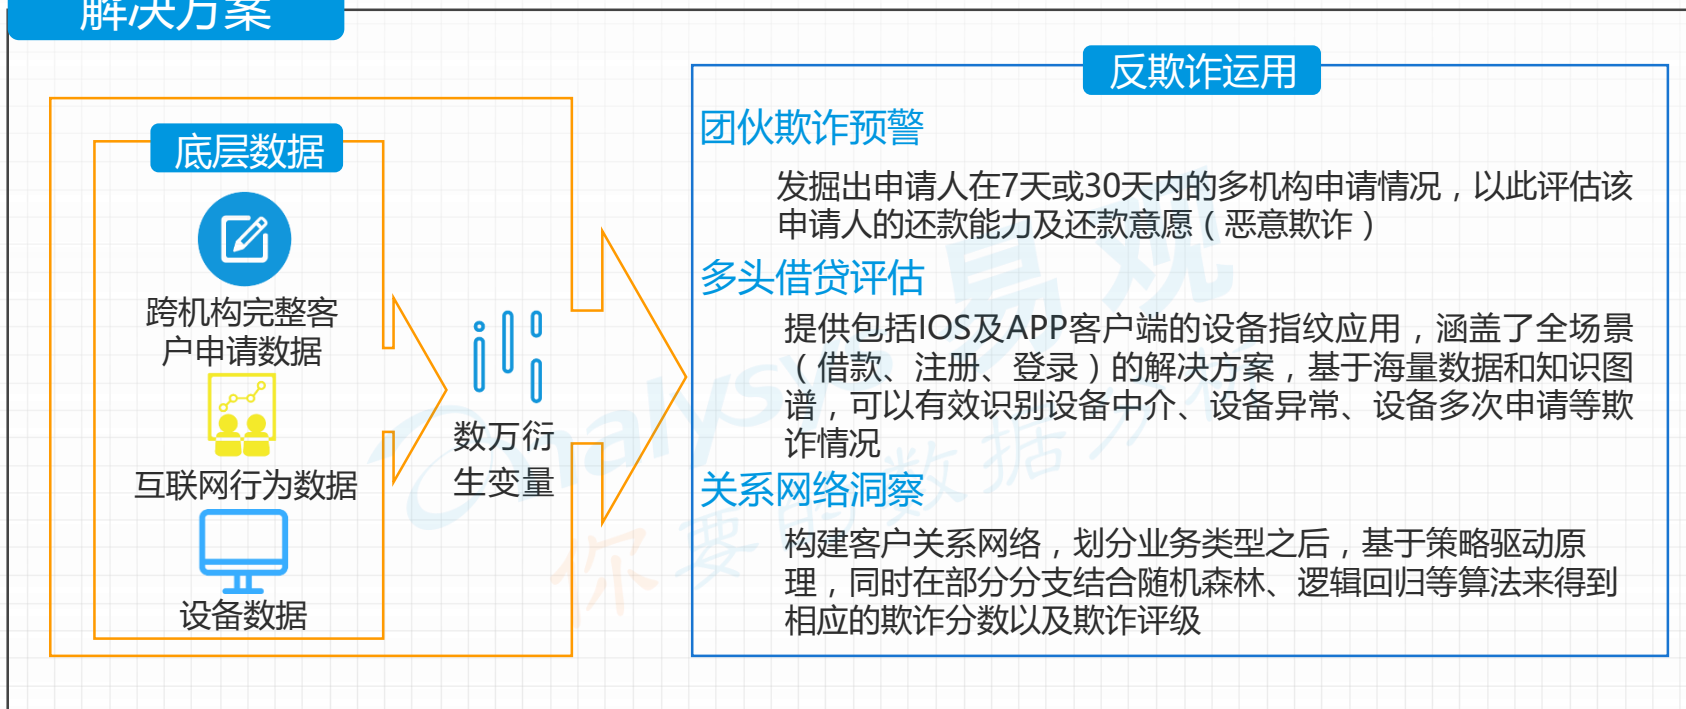 解决方案
反欺诈运用
底层数据
跨机构完整客
户申请数据
互联网行为数据
设备数据
数万衍
生变量
团伙欺诈预警
发掘出申请人在7天或30天内的多机构申请情况，以此评估该
申请人的还款能力及还款意愿（恶意欺诈）
多头借贷评估
提供包括IOS及APP客户端的设备指纹应用，涵盖了全场景
（借款、注册、登录）的解决方案，基于海量数据和知识图
谱，可以有效识别设备中介、设备异常、设备多次申请等欺
诈情况
关系网络洞察
构建客户关系网络，划分业务类型之后，基于策略驱动原
理，同时在部分分支结合随机森林、逻辑回归等算法来得到
相应的欺诈分数以及欺诈评级
Analysys 易观
你要的数据分析